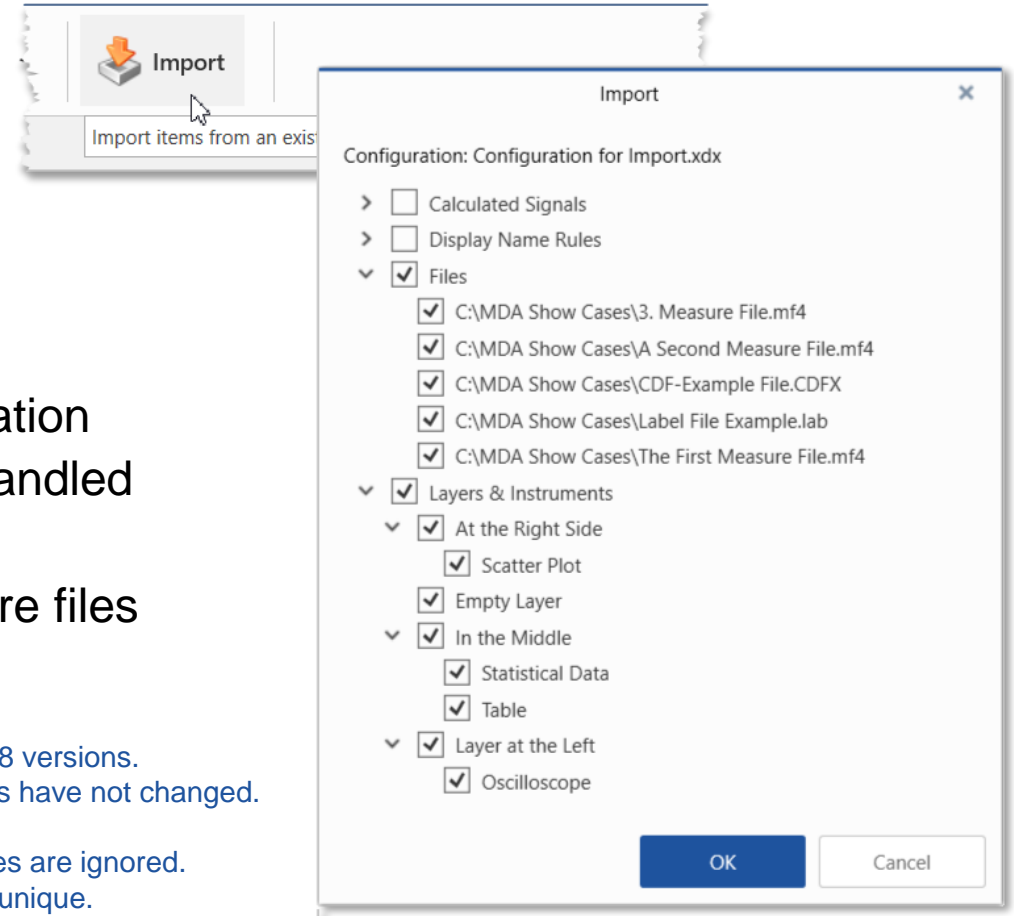 Import
Import items from an exis
Import
Configuration: Configuration for Import.xdx
Calculated Signals
Display Name Rules
Files
C:\MDA Show Cases\3. Measure File.mf4
C:\MDA Show Cases\A Second Measure File.mf4
C:\MDA Show Cases\CDF-Example File.CDFX
C:\MDA Show Cases\Label File Example.lab
C:\MDA Show Cases\The First Measure File.mf4
Layers & Instruments
At the Right Side
Scatter Plot
Empty Layer
In the Middle
Statistical Data
Table
Layer at the Left
Oscilloscope
OK Cancel
ation
andled
re files
8 versions.
s have not changed.
es are ignored.
unique.